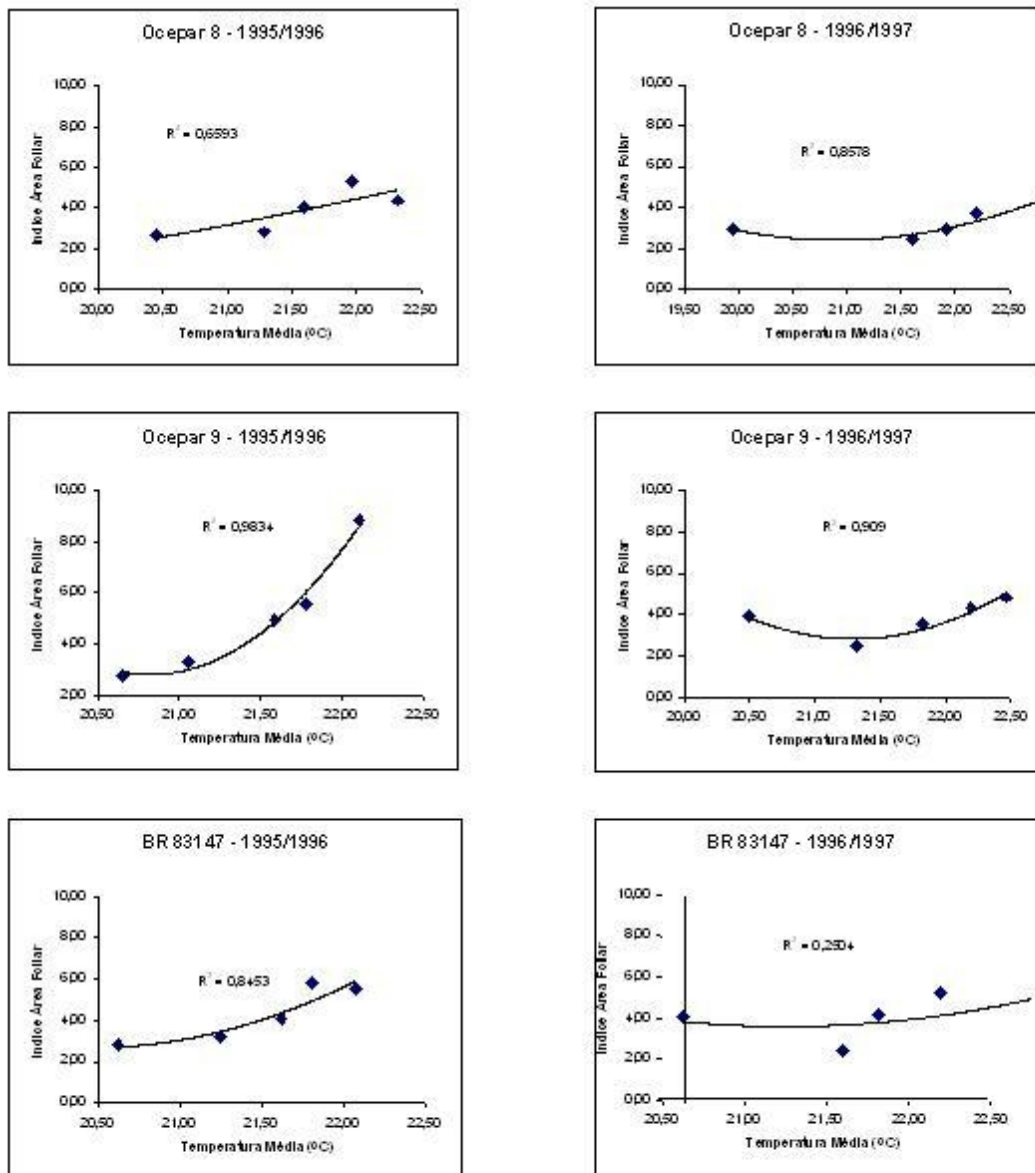 Ocepar 8 - 1995/1996
10,00
8,00
6,00
4,00
2,00
0,00
R² = 0,6593
Indice Área Foliar
20,00 20,50 21,00 21,50 22,00 22,50
Temperatura Média (ºC)
Ocepar 8 - 1996/1997
10,00
8,00
6,00
4,00
2,00
0,00
R² = 0,8578
Indice Área Foliar
19,50 20,00 20,50 21,00 21,50 22,00 22,50
Temperatura Média (ºC)
Ocepar 9 - 1995/1996
10,00
8,00
6,00
4,00
2,00
R² = 0,9834
Indice Área Foliar
20,50 21,00 21,50 22,00 22,50
Temperatura Média (ºC)
Ocepar 9 - 1996/1997
10,00
8,00
6,00
4,00
2,00
0,00
R² = 0,909
Indice Área Foliar
20,00 20,50 21,00 21,50 22,00 22,50
Temperatura Média (ºC)
BR 83147 - 1995/1996
10,00
8,00
6,00
4,00
2,00
0,00
R² = 0,8453
Indice Área Foliar
20,50 21,00 21,50 22,00 22,50
Temperatura Média (ºC)
BR 83147 - 1996/1997
10,00
8,00
6,00
4,00
2,00
0,00
R² = 0,2504
Indice Área Foliar
20,50 21,00 21,50 22,00 22,50
Temperatura Média (ºC)